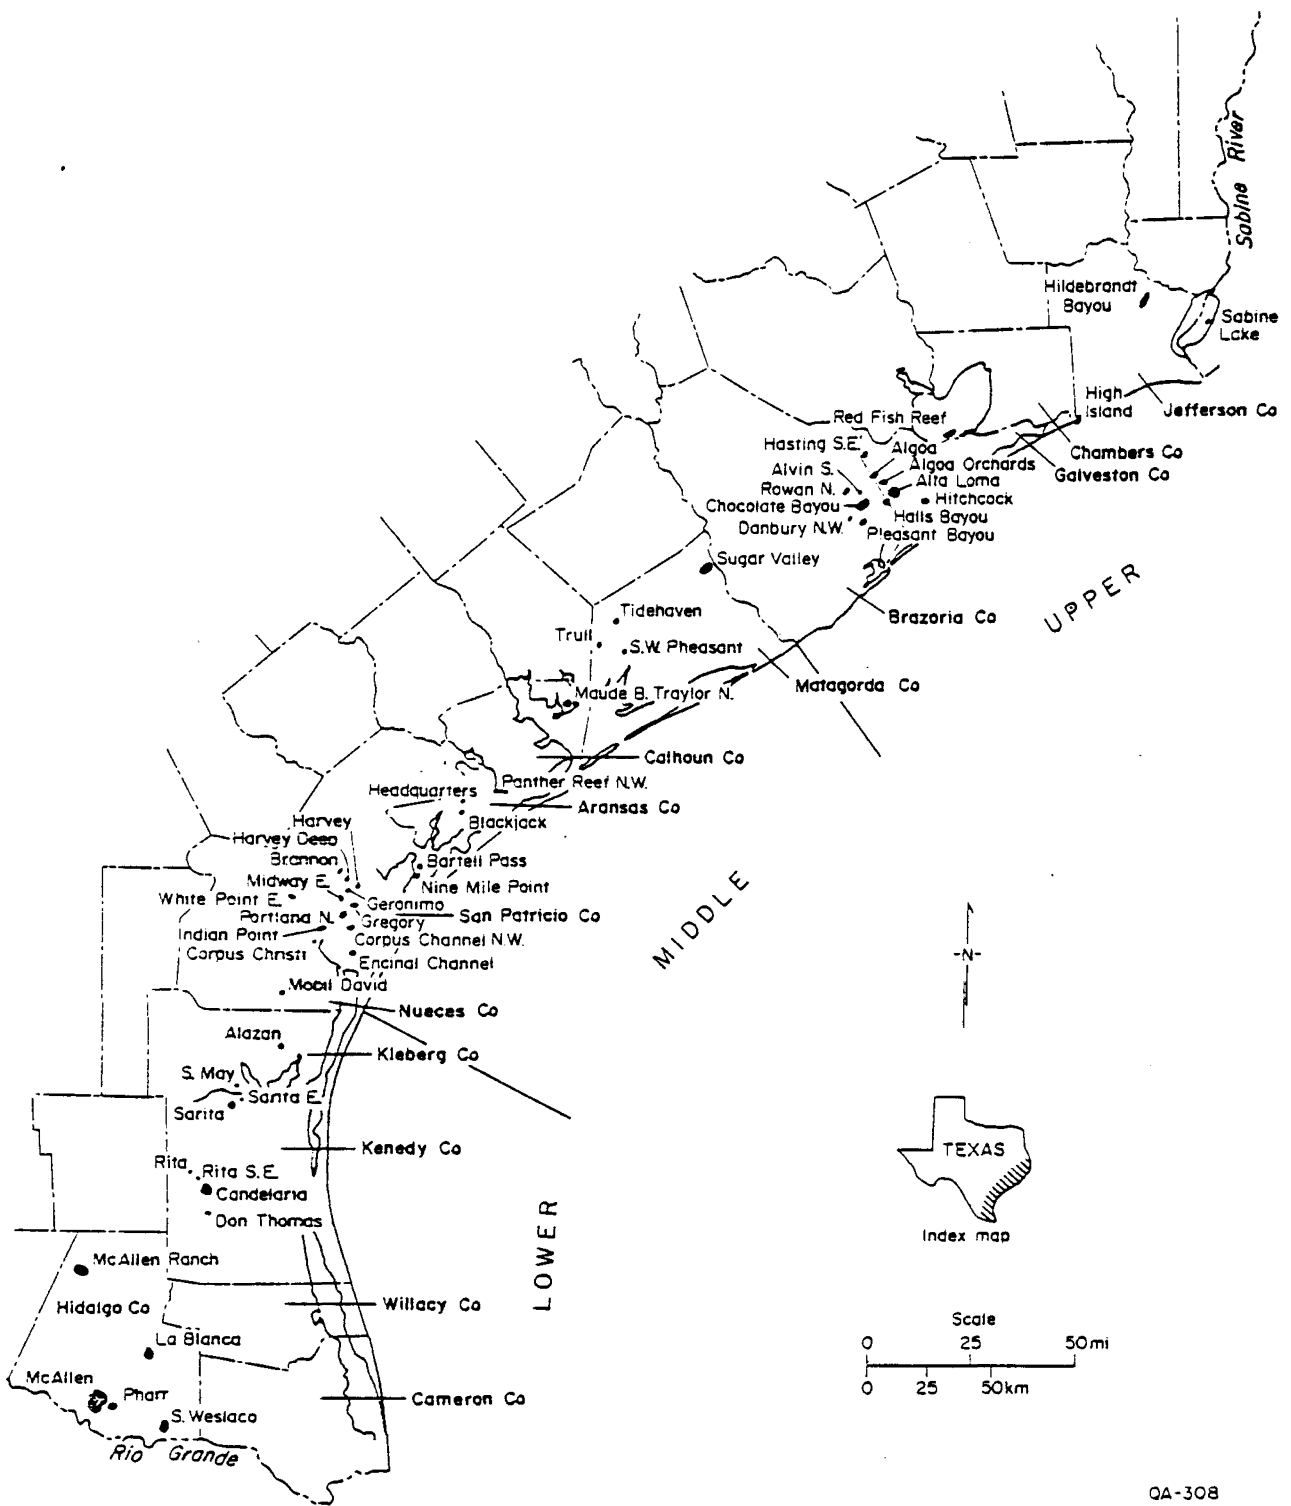 Sabine River
Hildebrandt
Bayou
Sabine
Lake
High
Island
Jefferson Co
Red Fish Reef
Chambers Co
Hasting S.E.
Algoa
Algoa Orchards
Galveston Co
Alvin S.
Alta Loma
Rowan N.
Hitchcock
Chocolate Bayou
Halls Bayou
Danbury N.W.
Pleasant Bayou
Sugar Valley
UPPER
Brazoria Co
Tidehaven
Trull
S.W. Pheasant
Matagorda Co
Maude B. Traylor N.
Calhoun Co
Panther Reef N.W.
Headquarters
Aransas Co
Blackjack
Harvey
Harvey Deep
Brannon
Bartell Pass
Midway E.
Nine Mile Point
White Point E.
Geronimo
Portland N.
Gregory
San Patricio Co
Indian Point
Corpus Channel N.W.
Corpus Christi
Encinal Channel
MIDDLE
Mobil David
Nueces Co
-N-
Alazan
Kleberg Co
S. May
Santa E.
Sarita
Kenedy Co
Rita
Rita S.E.
Candelaria
Don Thomas
TEXAS
Index map
LOWER
McAllen Ranch
Hidalgo Co
Willacy Co
La Blanca
McAllen
Pharr
Cameron Co
S. Weslaco
Rio Grande
Scale
0 25 50 mi
0 25 50 km
QA-308